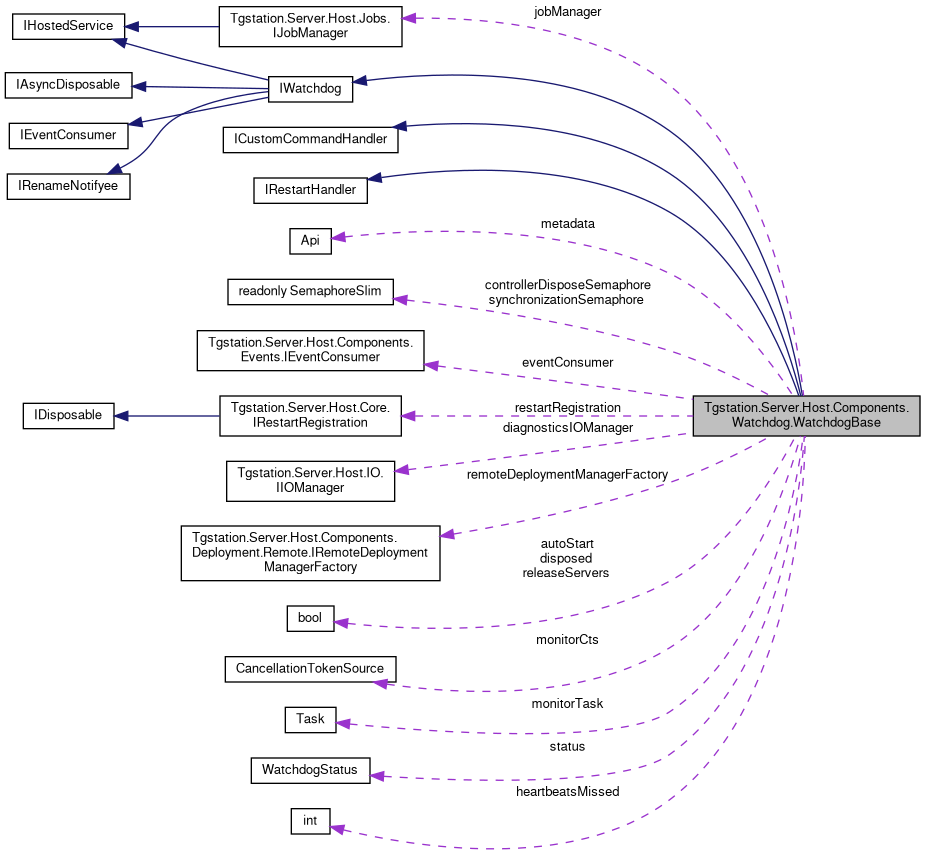 jobManager
IHostedService
Tgstation.Server.Host.Jobs.
IJobManager
IAsyncDisposable
IWatchdog
IEventConsumer
ICustomCommandHandler
IRenameNotifyee
IRestartHandler
metadata
Api
controllerDisposeSemaphore
synchronizationSemaphore
readonly SemaphoreSlim
Tgstation.Server.Host.Components.
Events.IEventConsumer
eventConsumer
IDisposable
Tgstation.Server.Host.Core.
IRestartRegistration
restartRegistration
Tgstation.Server.Host.Components.
Watchdog.WatchdogBase
diagnosticsIOManager
Tgstation.Server.Host.IO.
IIOManager
remoteDeploymentManagerFactory
Tgstation.Server.Host.Components.
Deployment.Remote.IRemoteDeployment
ManagerFactory
autoStart
disposed
releaseServers
bool
monitorCts
CancellationTokenSource
monitorTask
Task
status
WatchdogStatus
heartbeatsMissed
int